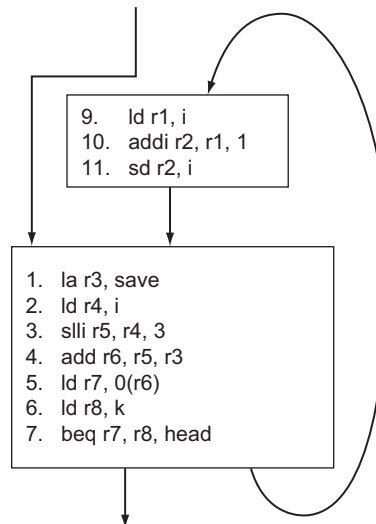 9. ld r1, i
10. addi r2, r1, 1
11. sd r2, i
1. la r3, save
2. ld r4, i
3. slli r5, r4, 3
4. add r6, r5, r3
5. ld r7, 0(r6)
6. ld r8, k
7. beq r7, r8, head